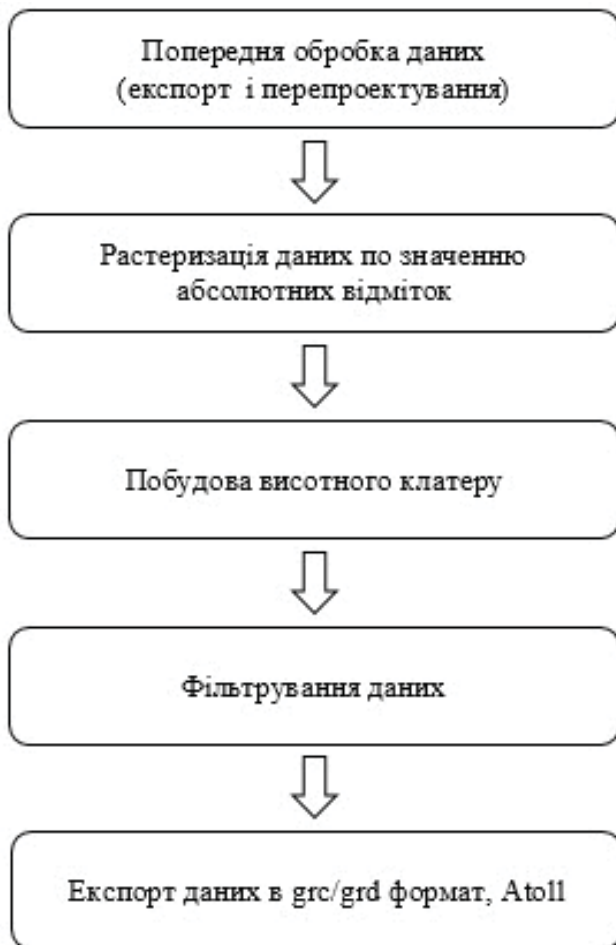 Попередня обробка даних
(експорт і перепроектування)
Растеризація даних по значенню
абсолютних відміток
Побудова висотного клатеру
Фільтрування даних
Експорт даних в grc/grd формат, Atoll